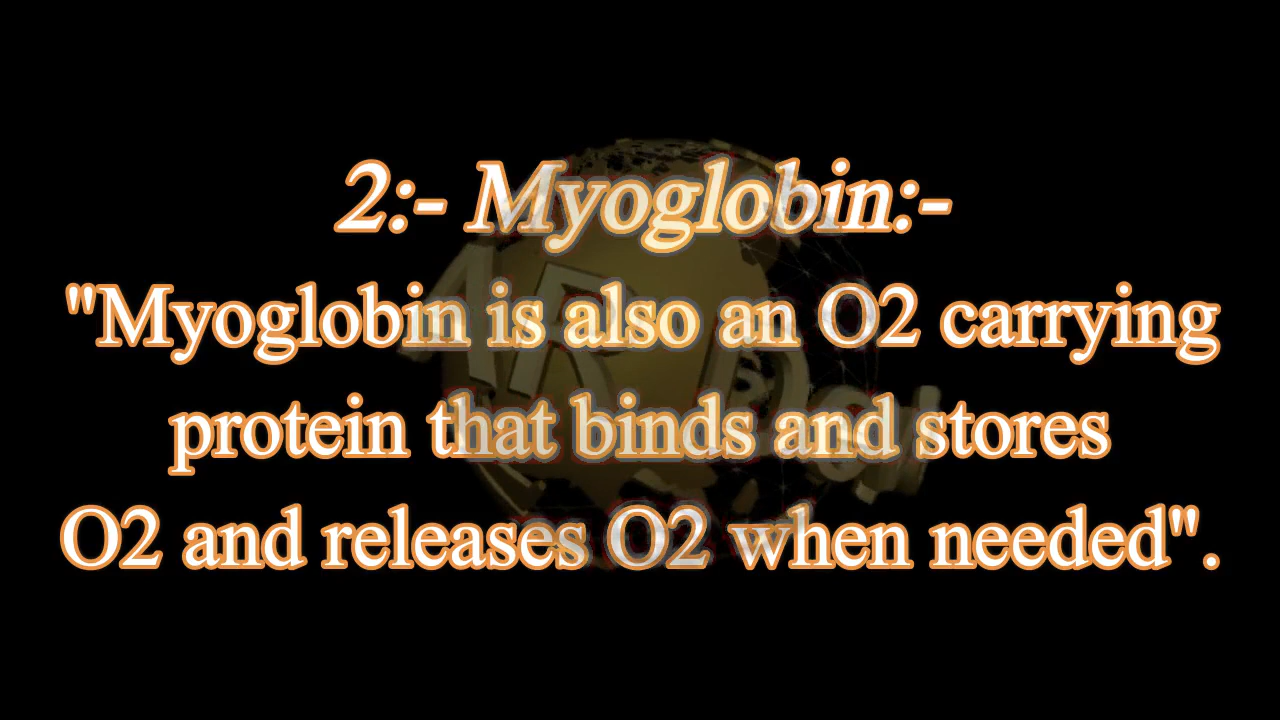 2:- Myoglobin:-
"Myoglobin is also an O2 carrying
protein that binds and stores
O2 and releases O2 when needed".